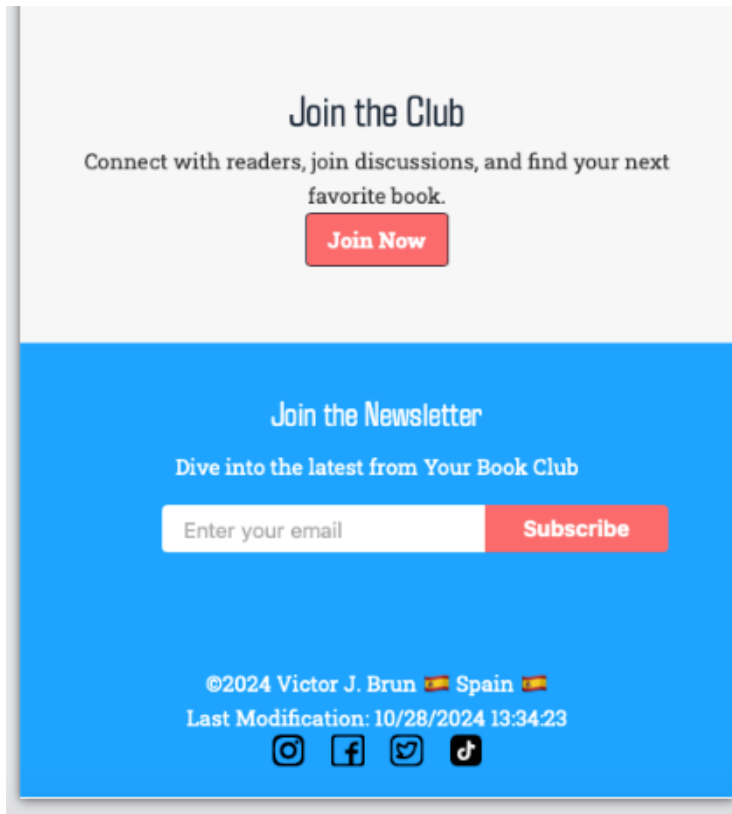 Join the Club
Connect with readers, join discussions, and find your next
favorite book.
Join Now
Join the Newsletter
Dive into the latest from Your Book Club
Enter your email
Subscribe
©2024 Victor J. Brun 🇪🇸 Spain 🇪🇸
Last Modification: 10/28/2024 13:34:23